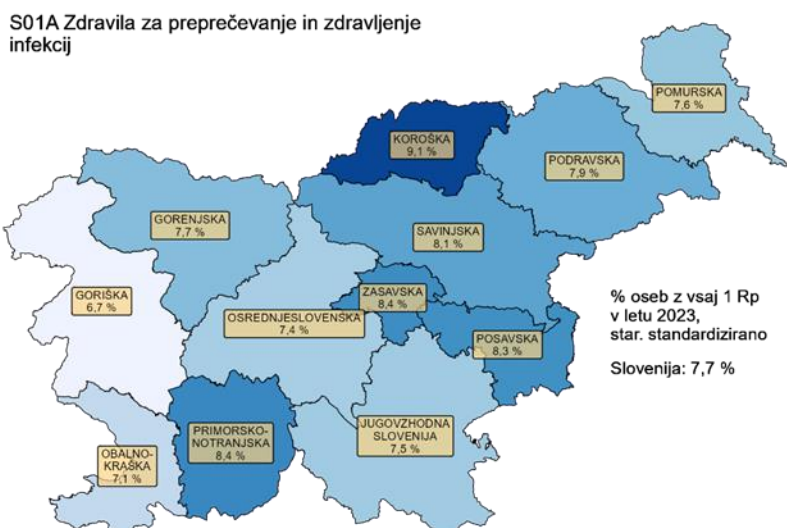 S01A Zdravila za preprečevanje in zdravljenje
infekcij
POMURSKA
7,6 %
KOROŠKA
9,1 %
PODRAVSKA
7,9 %
GORENJSKA
7,7 %
SAVINJSKA
8,1 %
GORIŠKA
6,7 %
ZASAVSKA
8,4 %
OSREDNJESLOVENSKA
7,4 %
POSAVSKA
8,3 %
% oseb z vsaj 1 Rp
v letu 2023,
star. standardizirano
Slovenija: 7,7 %
PRIMORSKO-
NOTRANJSKA
8,4 %
JUGOVZHODNA
SLOVENIJA
7,5 %
OBALNO-
KRAŠKA
7,1 %